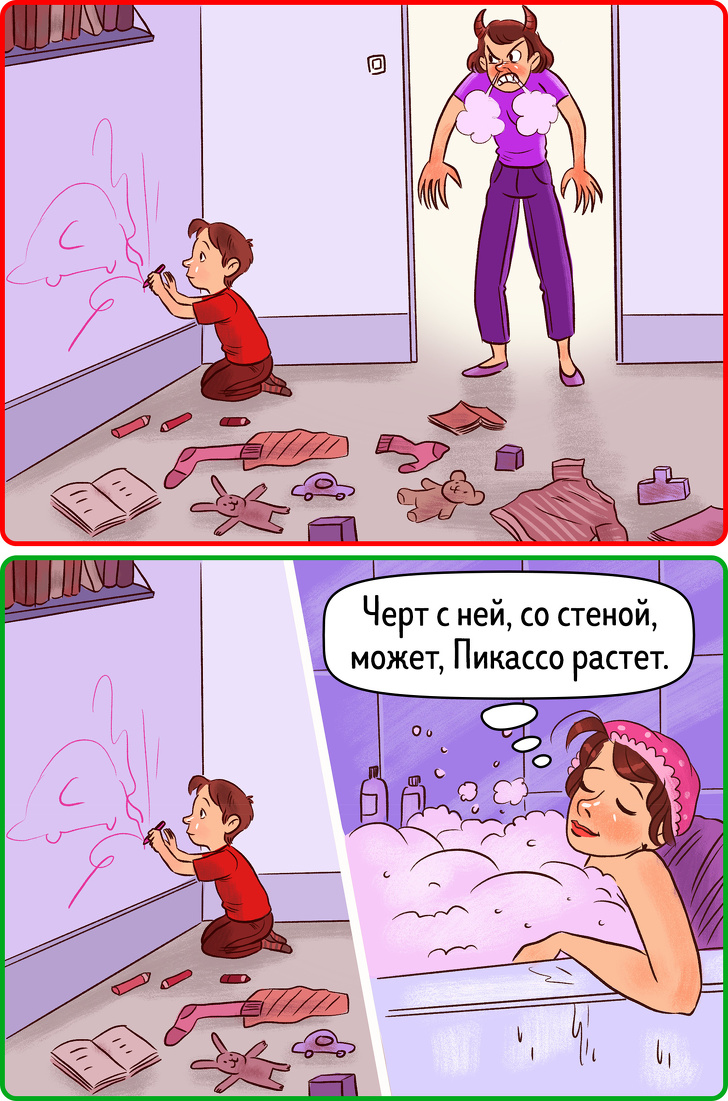 Черт с ней, со стеной,
может, Пикассо растет.